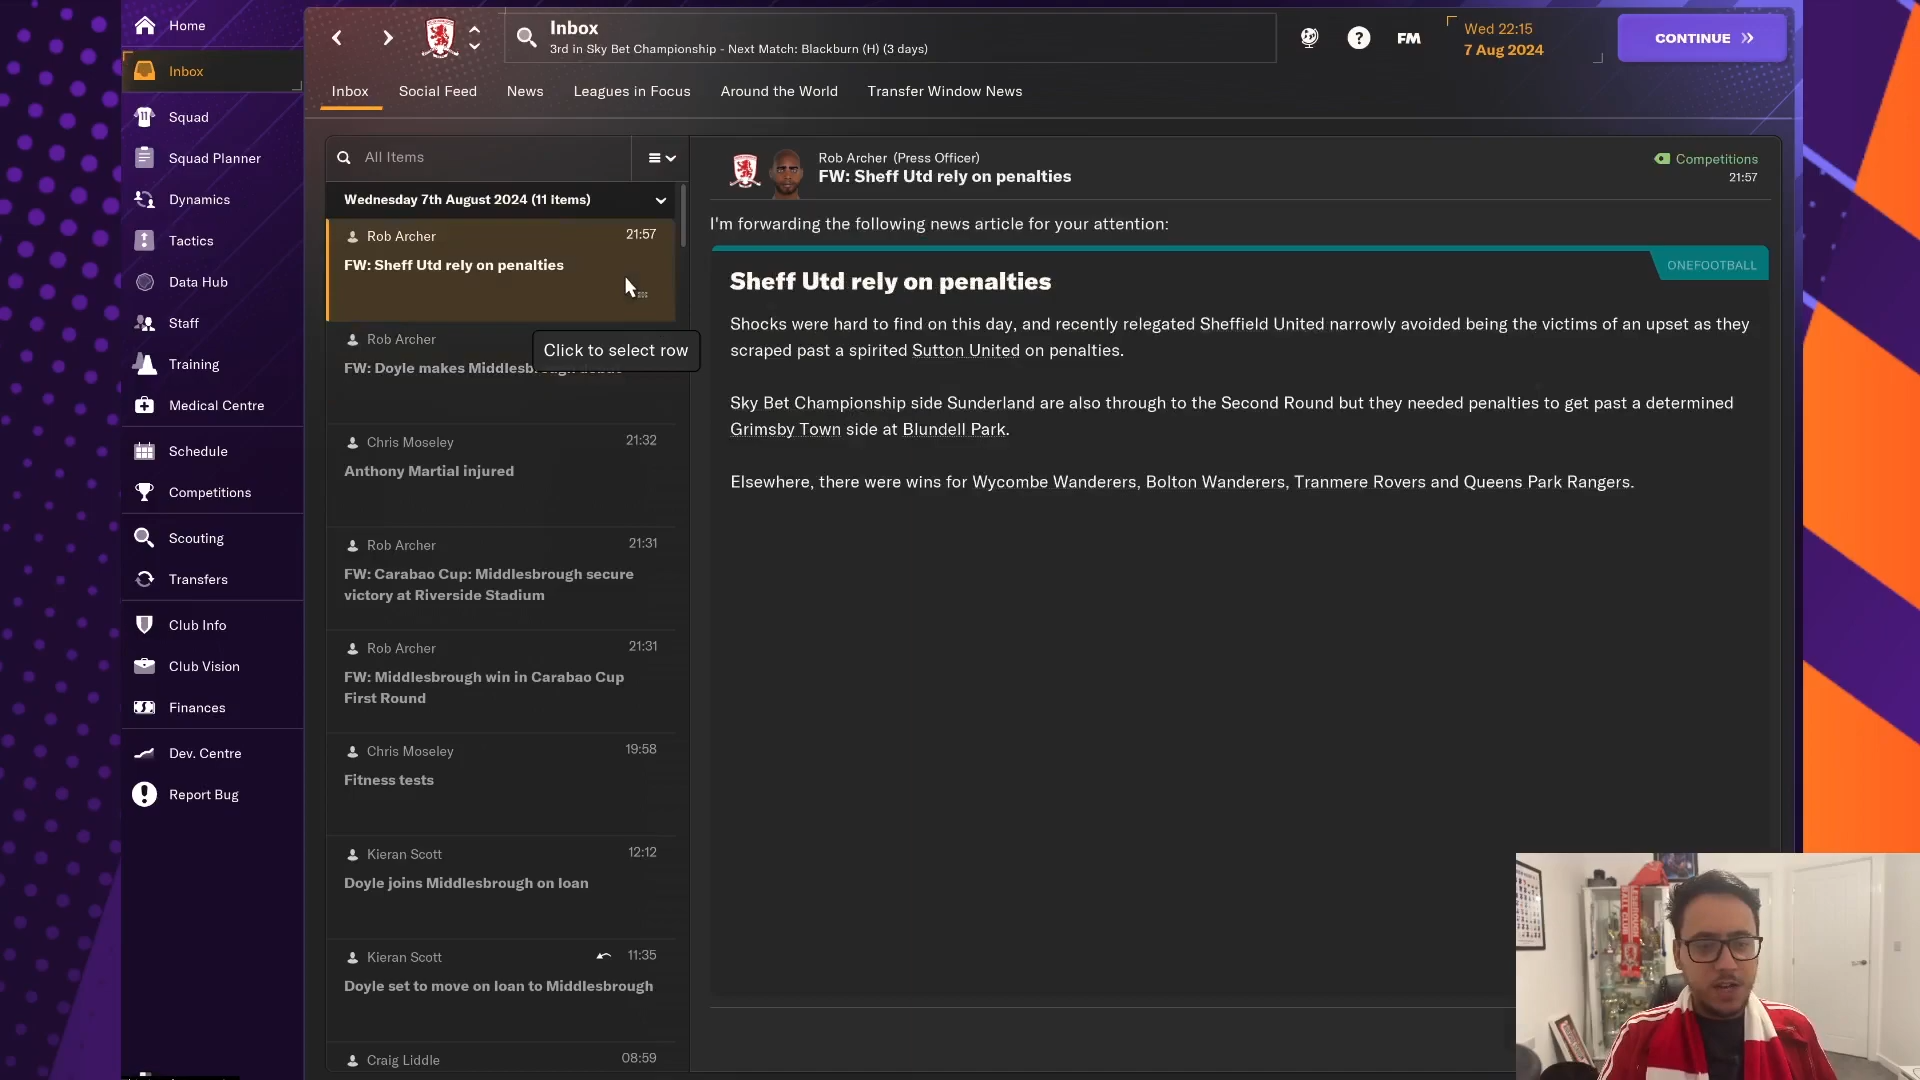 Home
Inbox
Squad
Squad Planner
Dynamics
Tactics
Data Hub
Staff
Training
Medical Centre
Schedule
Competitions
Scouting
Transfers
Club Info
Club Vision
Finances
Dev. Centre
Report Bug
Inbox
3rd in Sky Bet Championship - Next Match: Blackburn (H) (3 days)
FM
Wed 22:15
7 Aug 2024
CONTINUE
Inbox
Social Feed
News
Leagues in Focus
Around the World
Transfer Window News
All Items
Wednesday 7th August 2024 (11 Items)
Rob Archer
21:57
FW: Sheff Utd rely on penalties
Rob Archer
Click to select row
FW: Doyle makes Middlesb
Chris Moseley
21:32
Anthony Martial injured
Rob Archer
21:31
FW: Carabao Cup: Middlesbrough secure
victory at Riverside Stadium
Rob Archer
21:31
FW: Middlesbrough win in Carabao Cup
First Round
Chris Moseley
19:58
Fitness tests
Kieran Scott
12:12
Doyle joins Middlesbrough on loan
Kieran Scott
11:35
Doyle set to move on loan to Middlesbrough
Craig Liddle
08:59
Rob Archer (Press Officer)
FW: Sheff Utd rely on penalties
Competitions
21:57
I'm forwarding the following news article for your attention:
ONEFOOTBALL
Sheff Utd rely on penalties
Shocks were hard to find on this day, and recently relegated Sheffield United narrowly avoided being the victims of an upset as they
scraped past a spirited Sutton United on penalties.
Sky Bet Championship side Sunderland are also through to the Second Round but they needed penalties to get past a determined
Grimsby Town side at Blundell Park.
Elsewhere, there were wins for Wycombe Wanderers, Bolton Wanderers, Tranmere Rovers and Queens Park Rangers.